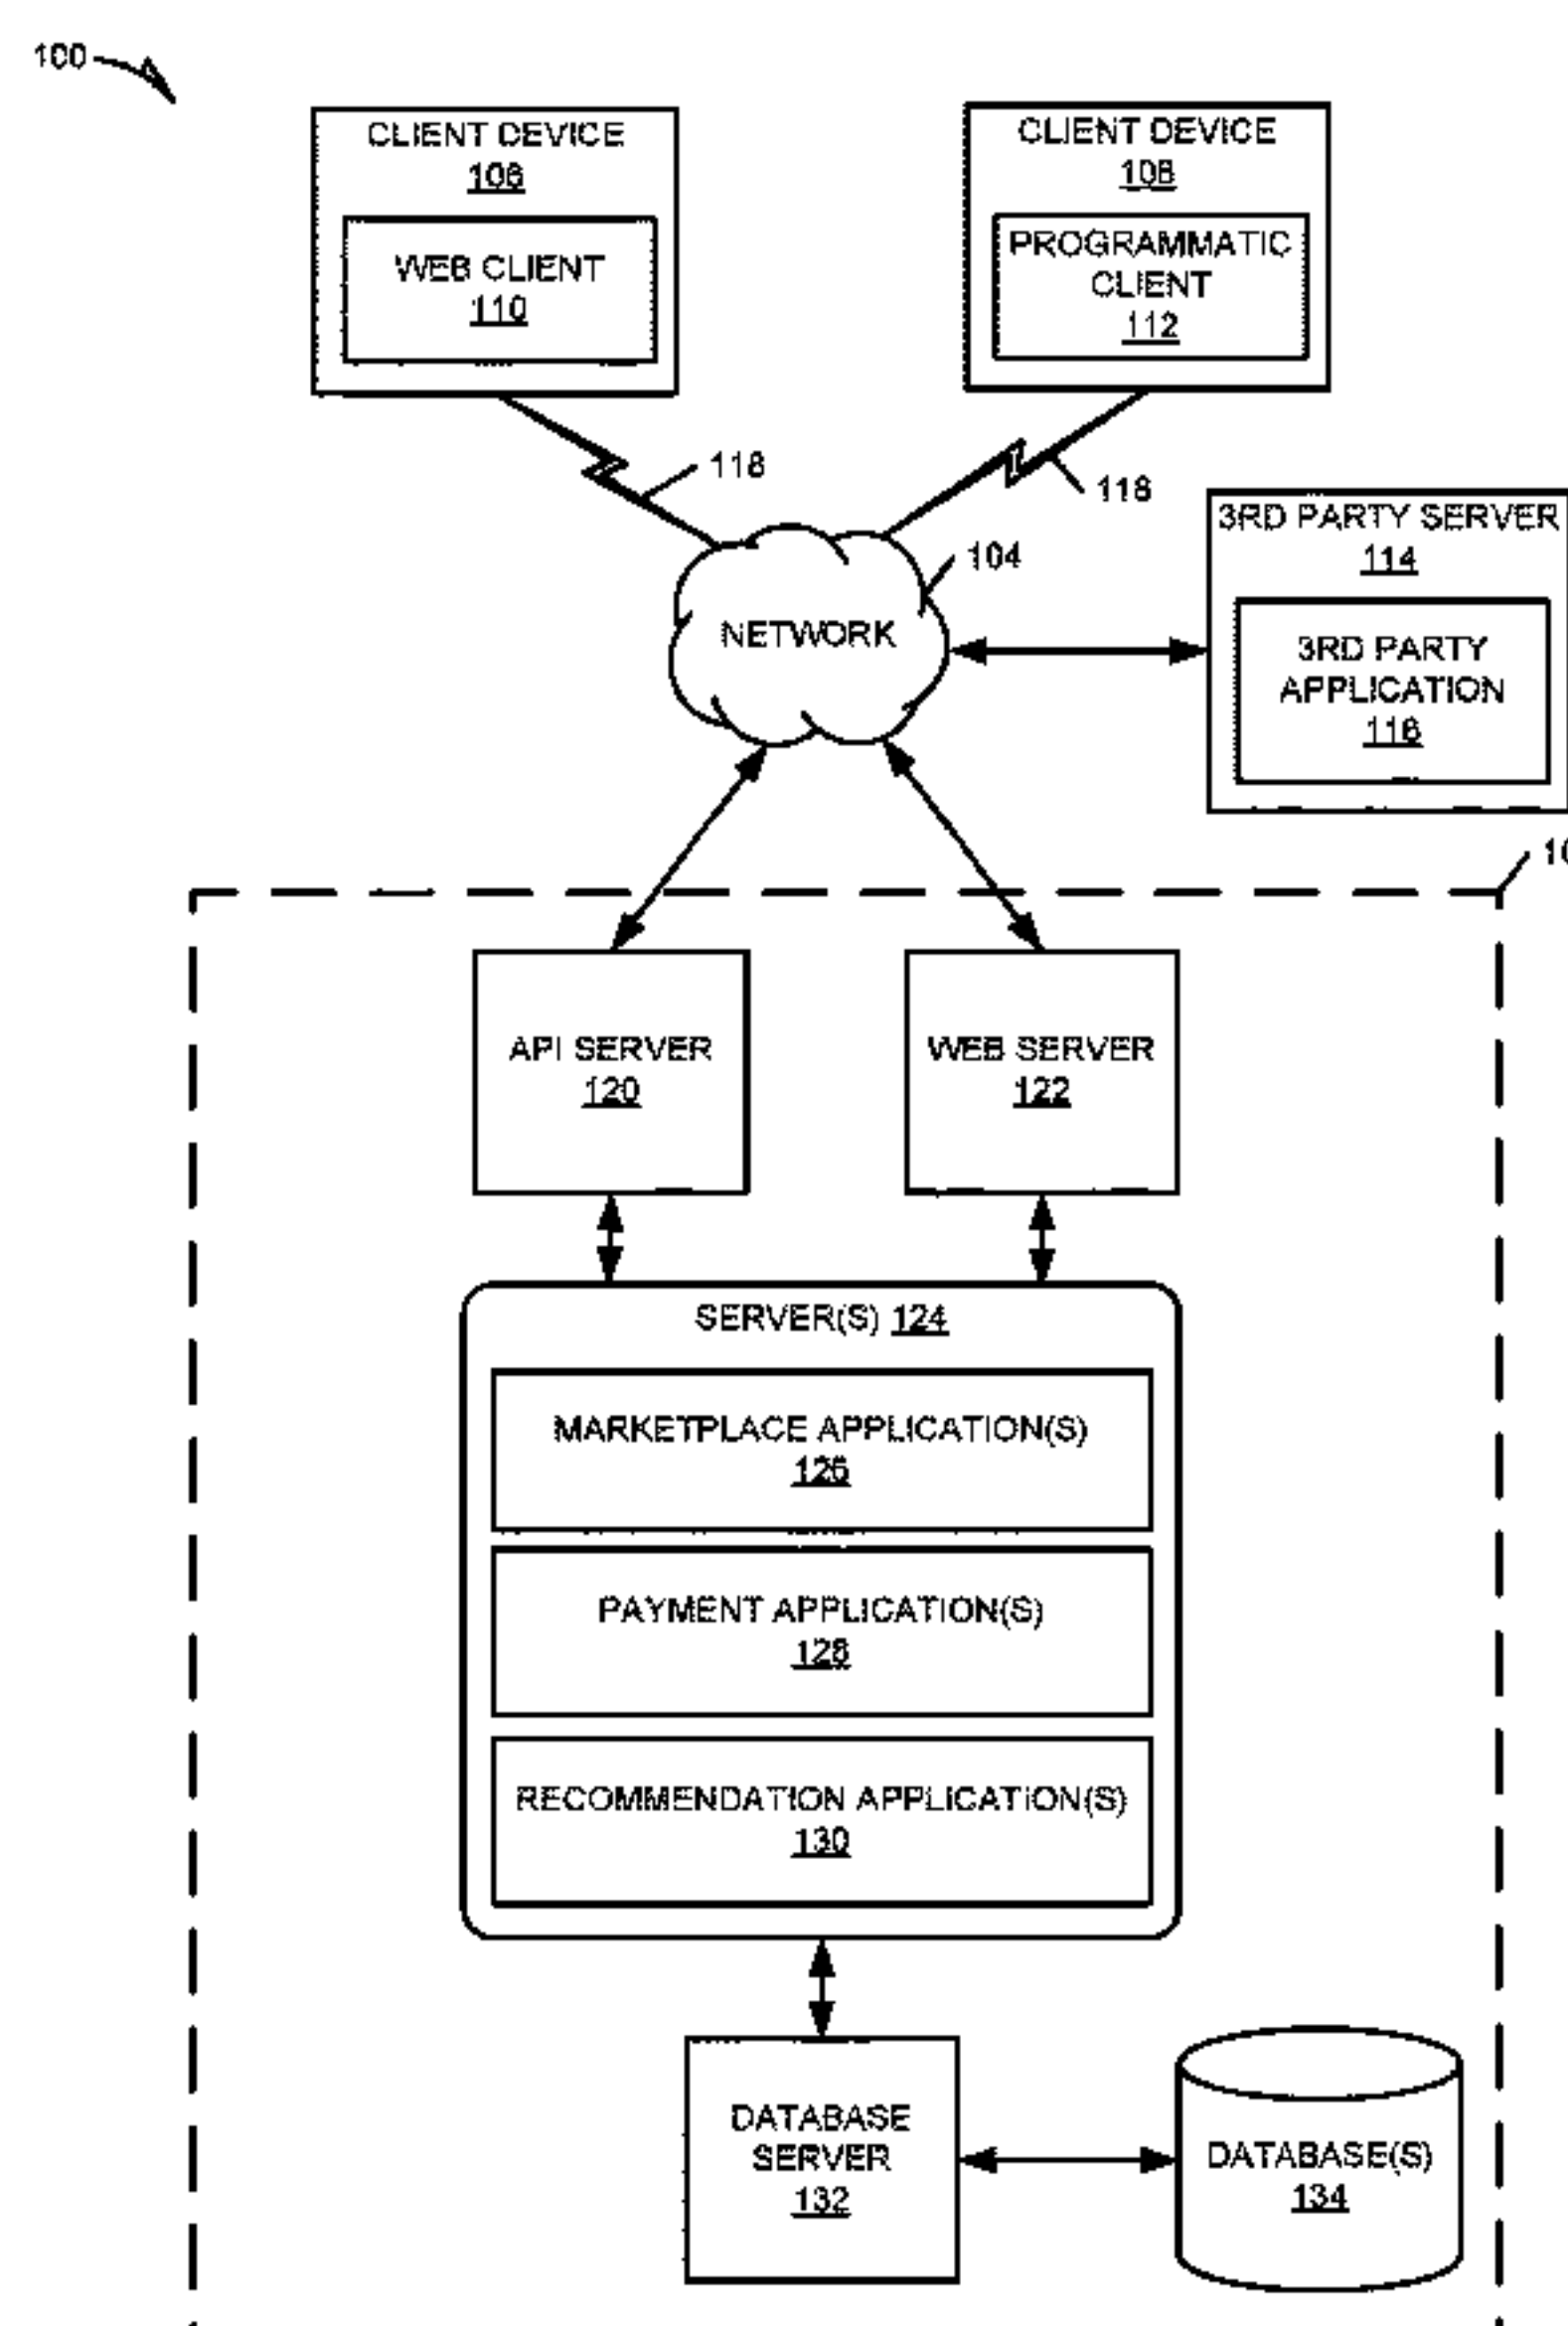 100
CLIENT DEVICE
106
WEB CLIENT
110
CLIENT DEVICE
108
PROGRAMMATIC
CLIENT
112
118
118
104
NETWORK
3RD PARTY SERVER
114
3RD PARTY
APPLICATION
116
API SERVER
120
WEB SERVER
122
SERVER(S) 124
MARKETPLACE APPLICATION(S)
126
PAYMENT APPLICATION(S)
128
RECOMMENDATION APPLICATION(S)
130
DATABASE
SERVER
132
DATABASE(S)
134